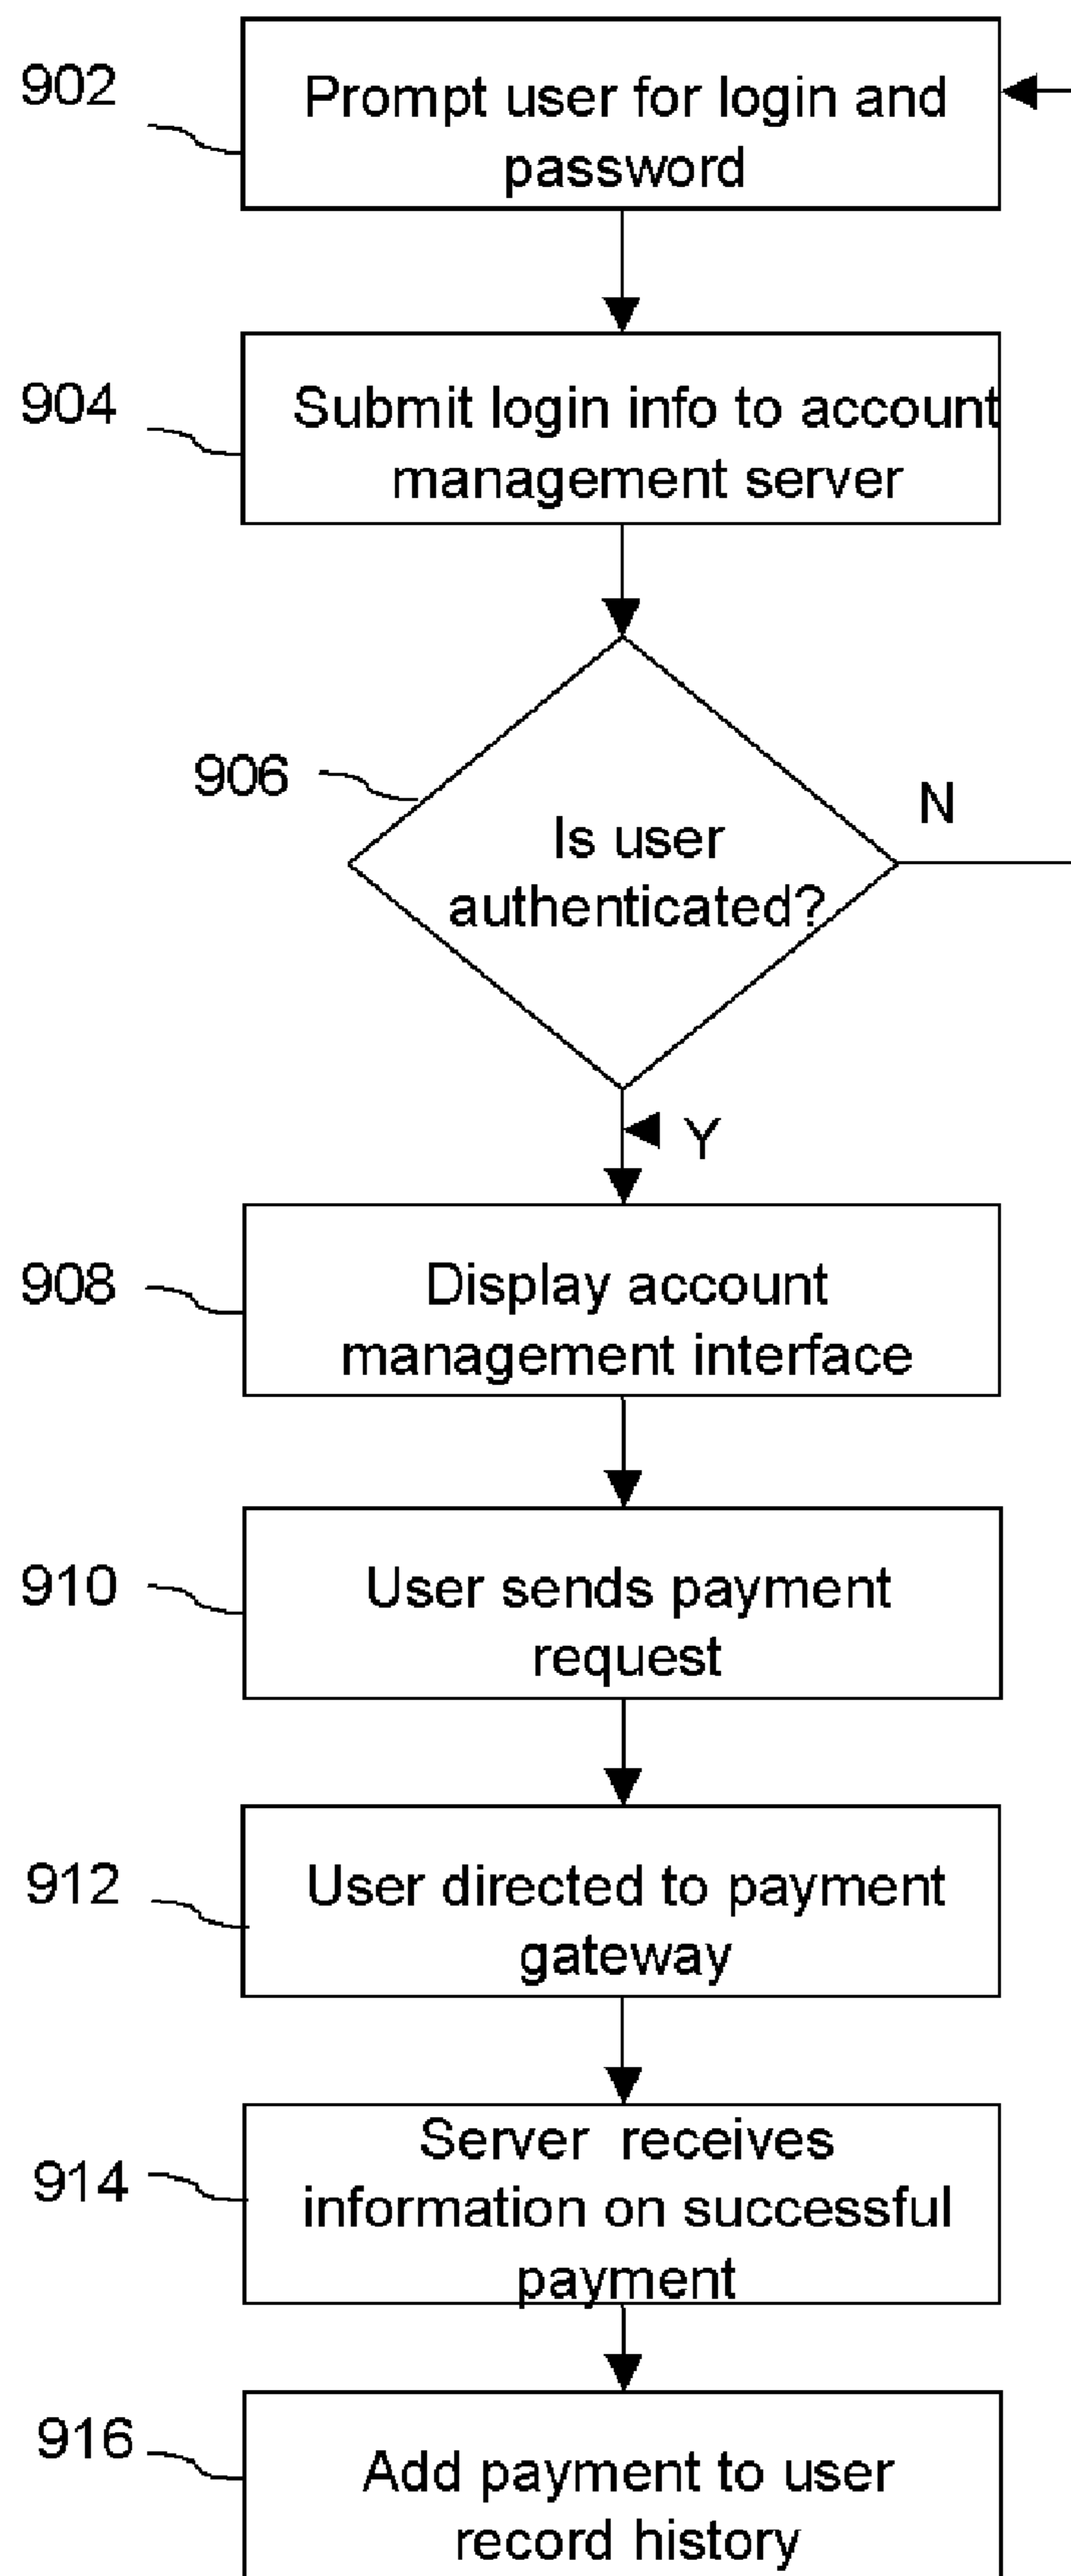 902
Prompt user for login and
password
904
Submit login info to account
management server
906
Is user
authenticated?
N
Y
908
Display account
management interface
910
User sends payment
request
912
User directed to payment
gateway
914
Server receives
information on successful
payment
916
Add payment to user
record history